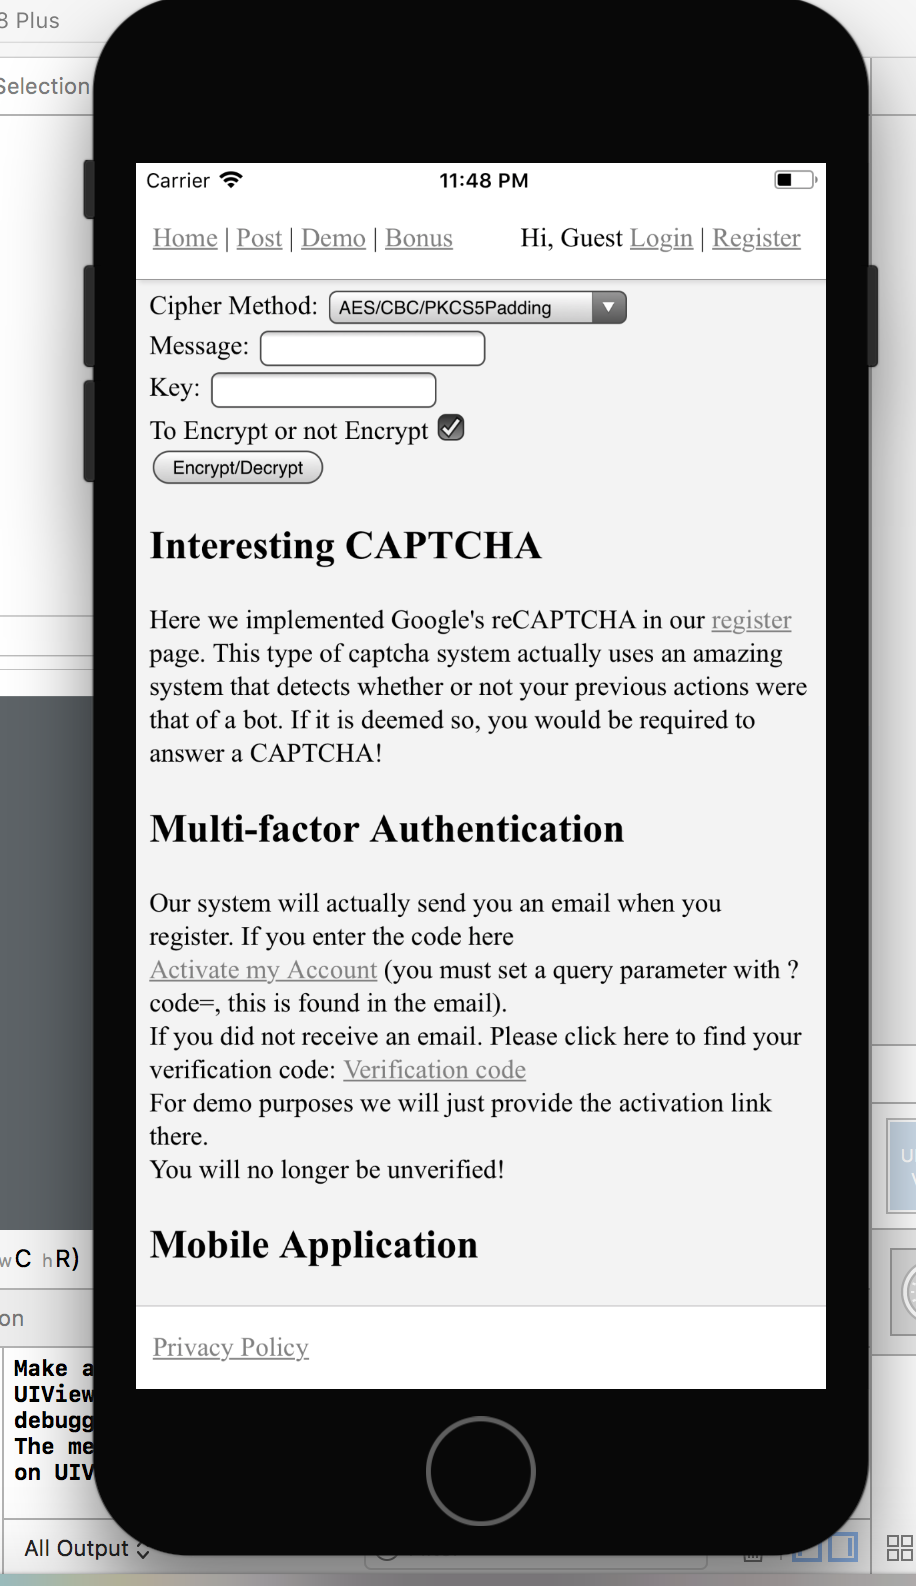 8 Plus
Selection
Carrier 11:48 PM
Home | Post | Demo | Bonus Hi, Guest Login | Register
Cipher Method: AES/CBC/PKCS5Padding
Message:
Key:
To Encrypt or not Encrypt
Encrypt/Decrypt
Interesting CAPTCHA
Here we implemented Google's reCAPTCHA in our register
page. This type of captcha system actually uses an amazing
system that detects whether or not your previous actions were
that of a bot. If it is deemed so, you would be required to
answer a CAPTCHA!
Multi-factor Authentication
Our system will actually send you an email when you
register. If you enter the code here
Activate my Account (you must set a query parameter with ?
code=, this is found in the email).
If you did not receive an email. Please click here to find your
verification code: Verification code
For demo purposes we will just provide the activation link
there.
You will no longer be unverified!
Mobile Application
Privacy Policy
wC hR)
on
Make a
UIView
debugg
The me
on UIV
All Output